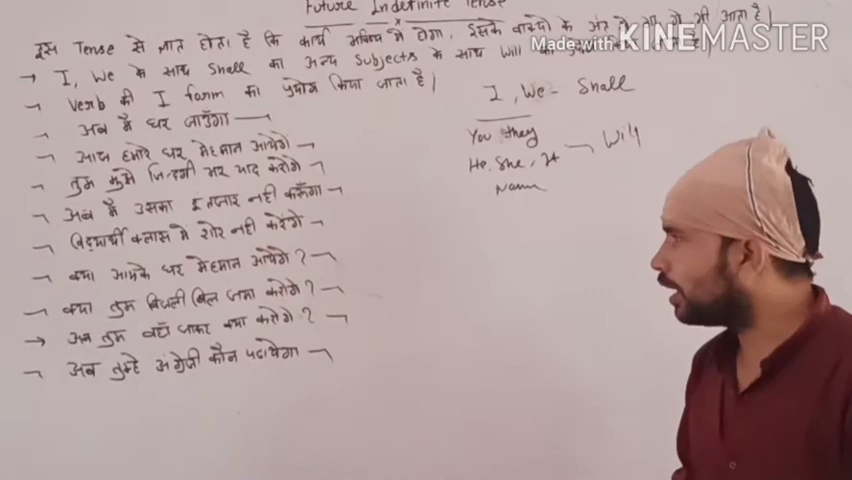 Future Indefinite Tense
इस Tense से ज्ञात होता है कि कार्य भविष्य में होगा, इसके वाक्यों के अंत में गा, गे, गी आता है।
→ I, We के साथ Shall का अन्य Subjects के साथ Will का
→ Verb की I form का प्रयोग किया जाता है।
→ अब मैं घर जाऊँगा —
→ आज हमारे घर मेहमान आयेंगे →
→ तुम मुझे जिन्दगी भर याद करोगे →
→ अब मैं उसका इन्तजार नहीं करूँगा →
→ विद्यार्थी क्लास में शोर नहीं करेंगे →
→ क्या आपके घर मेहमान आयेंगे? →
→ क्या तुम बिजली बिल जमा करोगे? →
→ अब तुम वहाँ जाकर क्या करोगे? →
→ अब तुम्हे अंग्रेजी कौन पढायेगा →
I, We - Shall
You they
He, She, It — Will
Name
Made with KINEMASTER